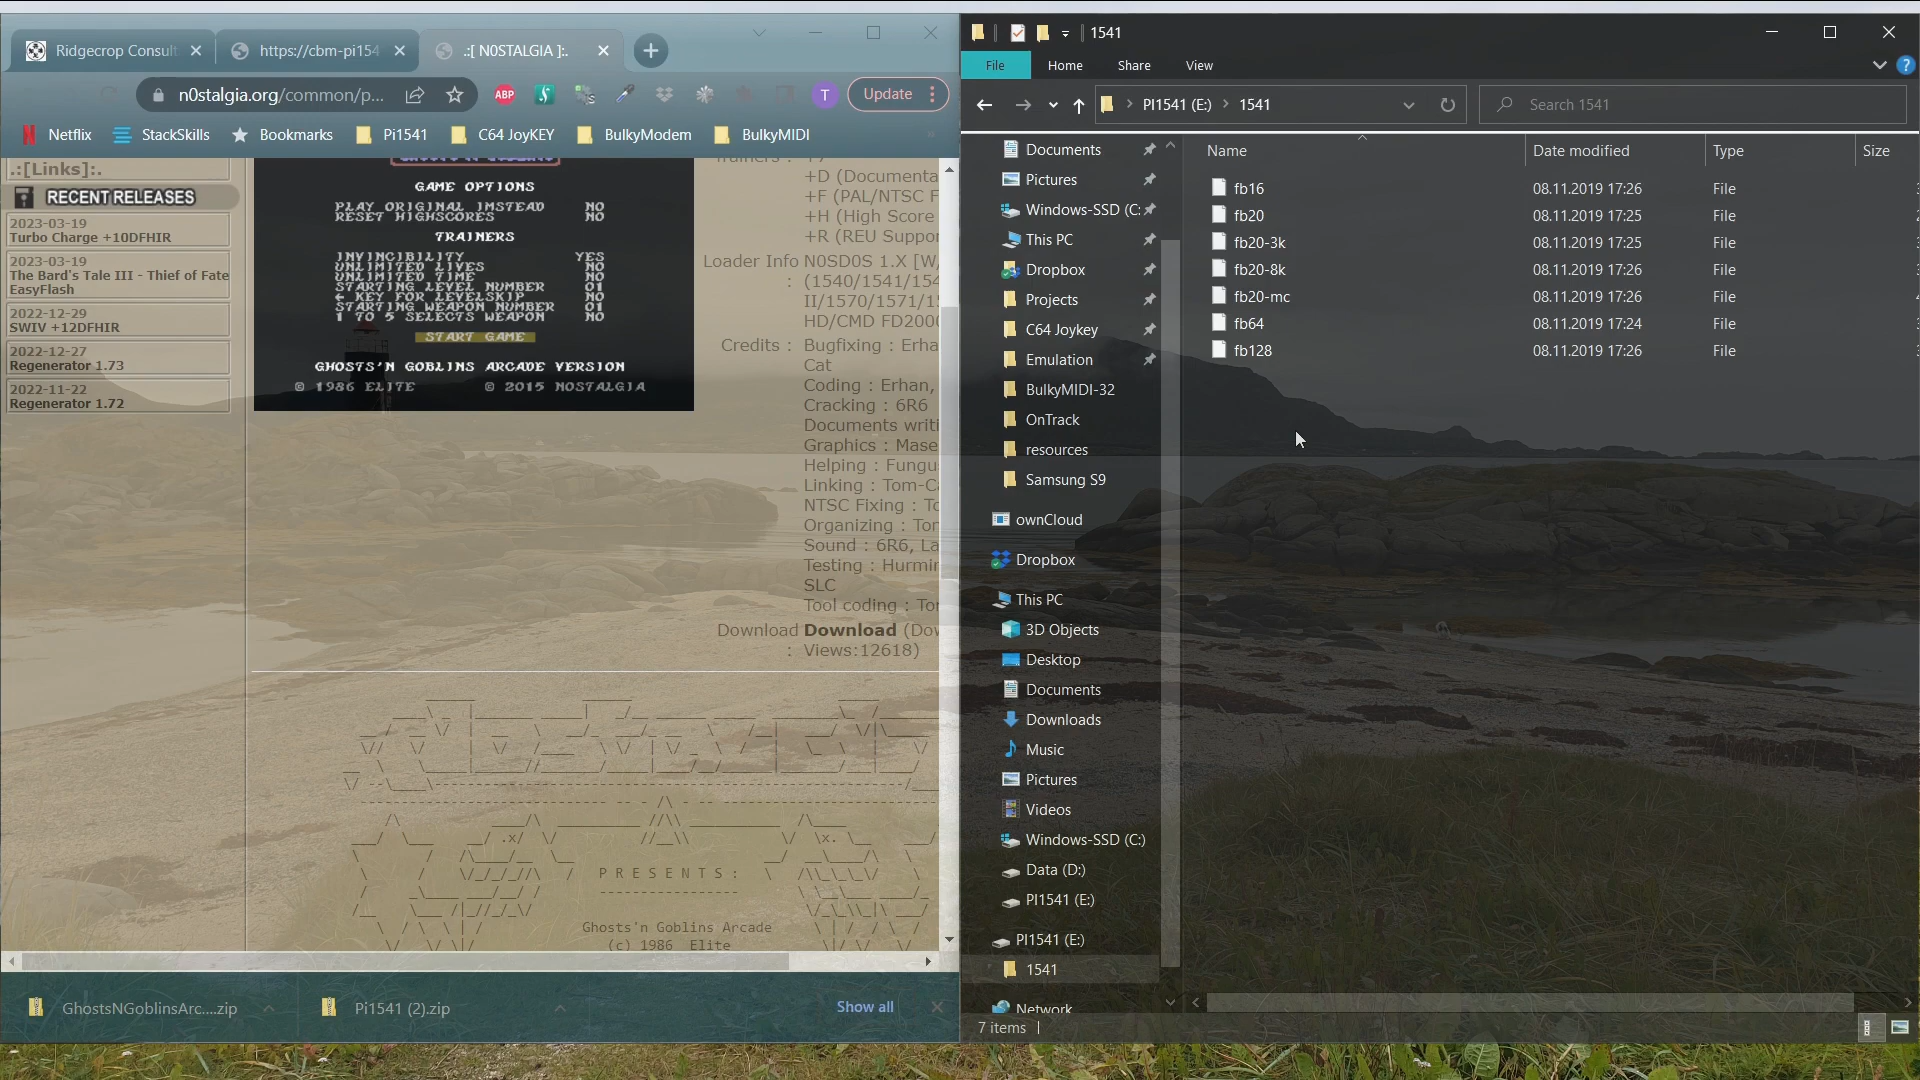 Ridgecrop Consult
https://cbm-pi154
.:[ N0STALGIA ]:.
n0stalgia.org/common/p...
ABP
T
Update
Netflix
StackSkills
Bookmarks
Pi1541
C64 JoyKEY
BulkyModem
BulkyMIDI
.:[Links]:.
RECENT RELEASES
2023-03-19
Turbo Charge +10DFHIR
2023-03-19
The Bard's Tale III - Thief of Fate
EasyFlash
2022-12-29
SWIV +12DFHIR
2022-12-27
Regenerator 1.73
2022-11-22
Regenerator 1.72
GAME OPTIONS
PLAY ORIGINAL INSTEAD NO
RESET HIGHSCORES NO
TRAINERS
INVINCIBILITY YES
UNLIMITED LIVES NO
UNLIMITED TIME NO
STARTING LEVEL NUMBER 01
← KEY FOR LEVELSKIP NO
STARTING WEAPON NUMBER 01
1 TO 5 SELECTS WEAPON NO
START GAME
GHOSTS'N GOBLINS ARCADE VERSION
© 1986 ELITE © 2015 NOSTALGIA
+D (Documenta
+F (PAL/NTSC F
+H (High Score
+R (REU Suppor
Loader Info N0SD0S 1.X [W/
: (1540/1541/154
II/1570/1571/15
HD/CMD FD2000
Credits : Bugfixing : Erha
Cat
Coding : Erhan,
Cracking : 6R6
Documents writi
Graphics : Mase
Helping : Fungu
Linking : Tom-Ca
NTSC Fixing : To
Organizing : Tor
Sound : 6R6, La
Testing : Hurmin
SLC
Tool coding : Tor
Download Download (Dow
: Views:12618)
P R E S E N T S :
Ghosts'n Goblins Arcade
(c) 1986 Elite
GhostsNGoblinsArc....zip
Pi1541 (2).zip
Show all
1541
File
Home
Share
View
?
PI1541 (E:) > 1541
Search 1541
Documents
Pictures
Windows-SSD (C:
This PC
Dropbox
Projects
C64 Joykey
Emulation
BulkyMIDI-32
OnTrack
resources
Samsung S9
ownCloud
Dropbox
This PC
3D Objects
Desktop
Documents
Downloads
Music
Pictures
Videos
Windows-SSD (C:)
Data (D:)
PI1541 (E:)
PI1541 (E:)
1541
Network
Name Date modified Type Size
fb16 08.11.2019 17:26 File
fb20 08.11.2019 17:25 File
fb20-3k 08.11.2019 17:25 File
fb20-8k 08.11.2019 17:26 File
fb20-mc 08.11.2019 17:26 File
fb64 08.11.2019 17:24 File
fb128 08.11.2019 17:26 File
7 items